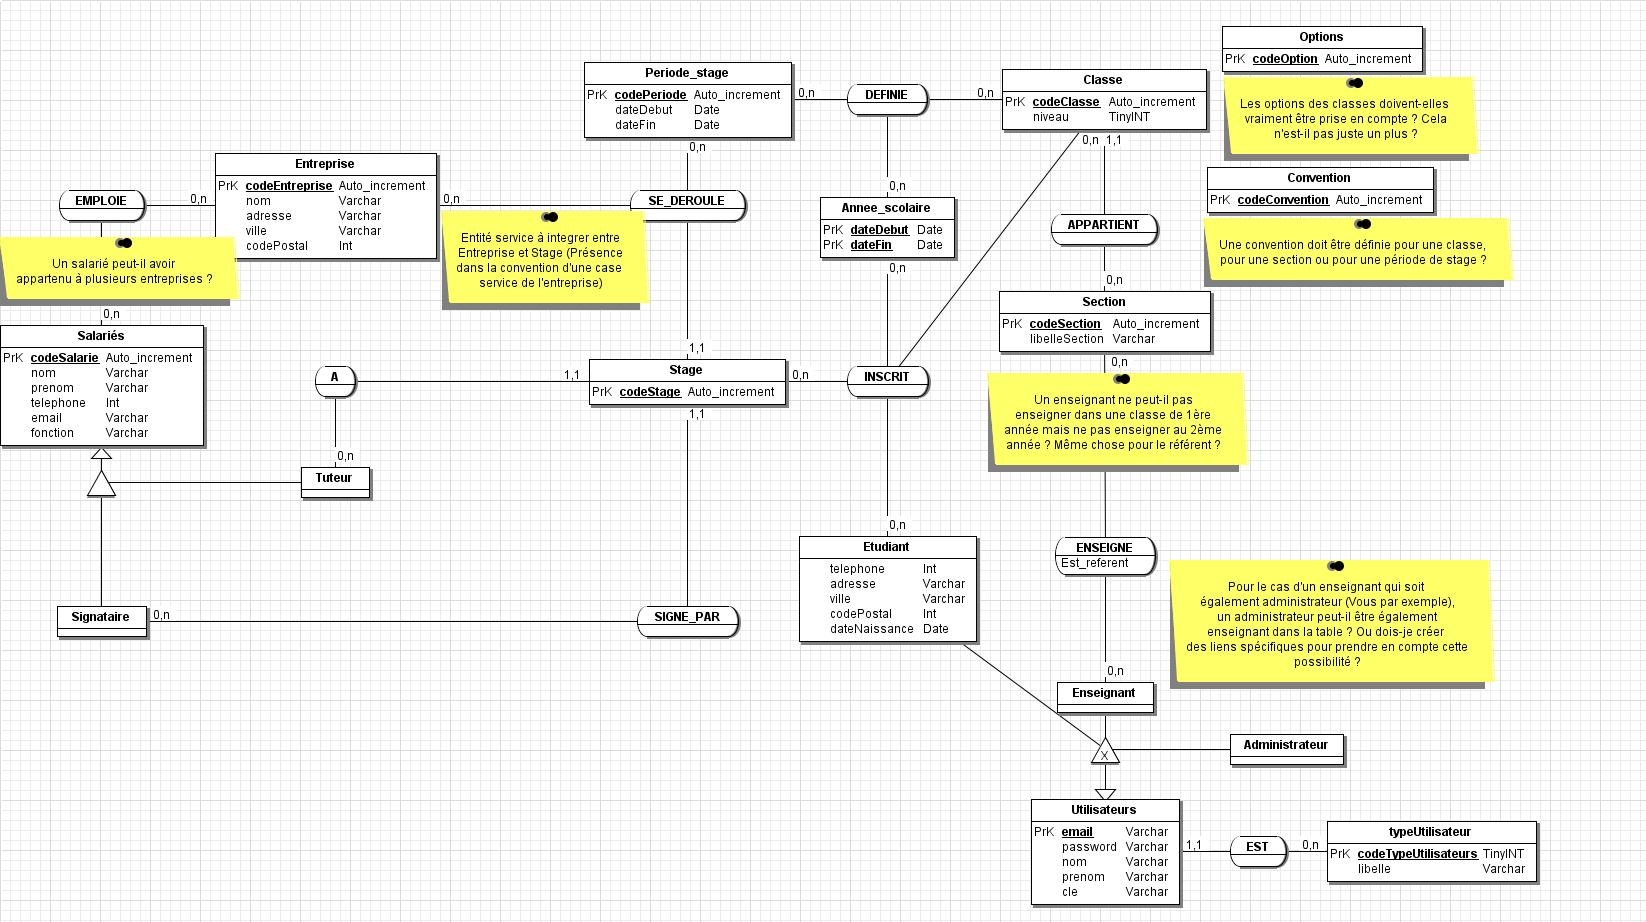 Options
PrK codeOption Auto_increment
Les options des classes doivent-elles
vraiment être prise en compte ? Cela
n'est-il pas juste un plus ?
Periode_stage
PrK codePeriode Auto_increment
dateDebut Date
dateFin Date
0,n
DEFINIE
0,n
Classe
PrK codeClasse Auto_increment
niveau TinyINT
0,n
0,n 1,1
Entreprise
PrK codeEntreprise Auto_increment
nom Varchar
adresse Varchar
ville Varchar
codePostal Int
EMPLOIE
0,n
0,n
SE_DEROULE
Entité service à integrer entre
Entreprise et Stage (Présence
dans la convention d'une case
service de l'entreprise)
Un salarié peut-il avoir
appartenu à plusieurs entreprises ?
0,n
Annee_scolaire
PrK dateDebut Date
PrK dateFin Date
0,n
Convention
PrK codeConvention Auto_increment
Une convention doit être définie pour une classe,
pour une section ou pour une période de stage ?
APPARTIENT
0,n
Section
PrK codeSection Auto_increment
libelleSection Varchar
0,n
0,n
Salariés
PrK codeSalarie Auto_increment
nom Varchar
prenom Varchar
telephone Int
email Varchar
fonction Varchar
A
1,1
1,1
Stage
PrK codeStage Auto_increment
0,n
1,1
INSCRIT
Un enseignant ne peut-il pas
enseigner dans une classe de 1ère
année mais ne pas enseigner au 2ème
année ? Même chose pour le référent ?
0,n
Tuteur
0,n
Etudiant
telephone Int
adresse Varchar
ville Varchar
codePostal Int
dateNaissance Date
ENSEIGNE
Est_referent
Pour le cas d'un enseignant qui soit
également administrateur (Vous par exemple),
un administrateur peut-il être également
enseignant dans la table ? Ou dois-je créer
des liens spécifiques pour prendre en compte cette
possibilité ?
Signataire
0,n
SIGNE_PAR
0,n
Enseignant
X
Administrateur
Utilisateurs
PrK email Varchar
password Varchar
nom Varchar
prenom Varchar
cle Varchar
1,1
EST
0,n
typeUtilisateur
PrK codeTypeUtilisateurs TinyINT
libelle Varchar